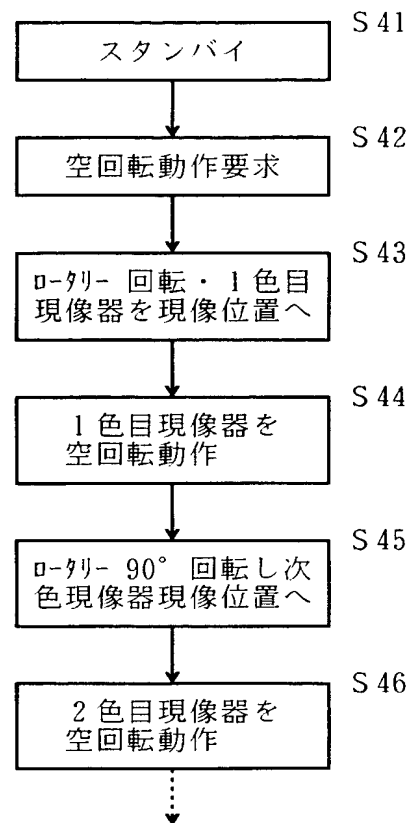 S41
スタンバイ
S42
空回転動作要求
S43
ﾛｰﾀﾘｰ 回転・1色目
現像器を現像位置へ
S44
1色目現像器を
空回転動作
S45
ﾛｰﾀﾘｰ 90° 回転し次
色現像器現像位置へ
S46
2色目現像器を
空回転動作